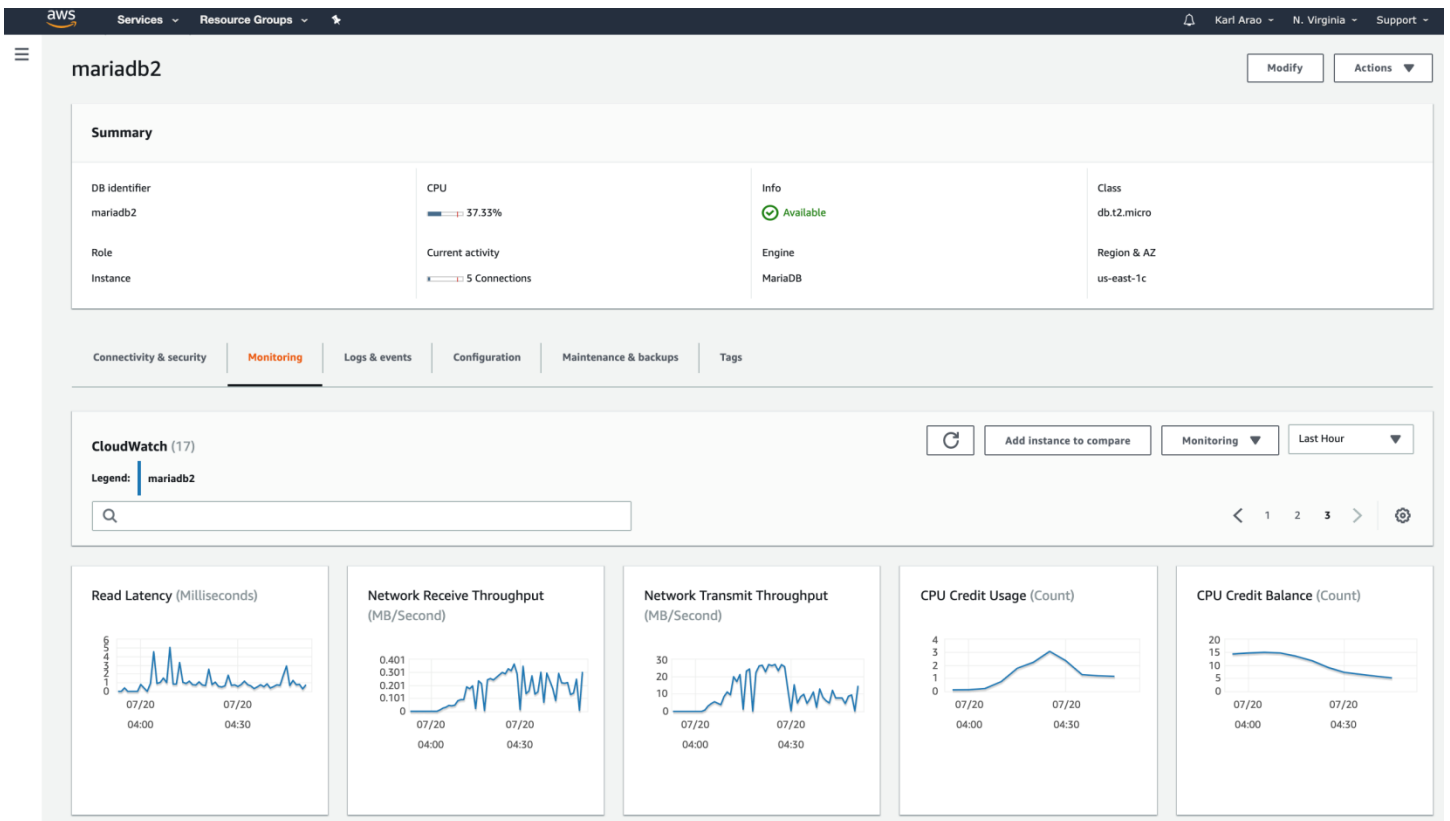 aws Services Resource Groups Karl Arao N. Virginia Support
mariadb2 Modify Actions
Summary
DB identifier CPU Info Class
mariadb2 37.33% Available db.t2.micro
Role Current activity Engine Region & AZ
Instance 5 Connections MariaDB us-east-1c
Connectivity & security Monitoring Logs & events Configuration Maintenance & backups Tags
CloudWatch (17) Add instance to compare Monitoring Last Hour
Legend: mariadb2
1 2 3
Read Latency (Milliseconds)
6
5
4
3
2
1
0
07/20 07/20
04:00 04:30
Network Receive Throughput
(MB/Second)
0.401
0.301
0.201
0.101
0
07/20 07/20
04:00 04:30
Network Transmit Throughput
(MB/Second)
30
20
10
0
07/20 07/20
04:00 04:30
CPU Credit Usage (Count)
4
3
2
1
0
07/20 07/20
04:00 04:30
CPU Credit Balance (Count)
20
15
10
5
0
07/20 07/20
04:00 04:30